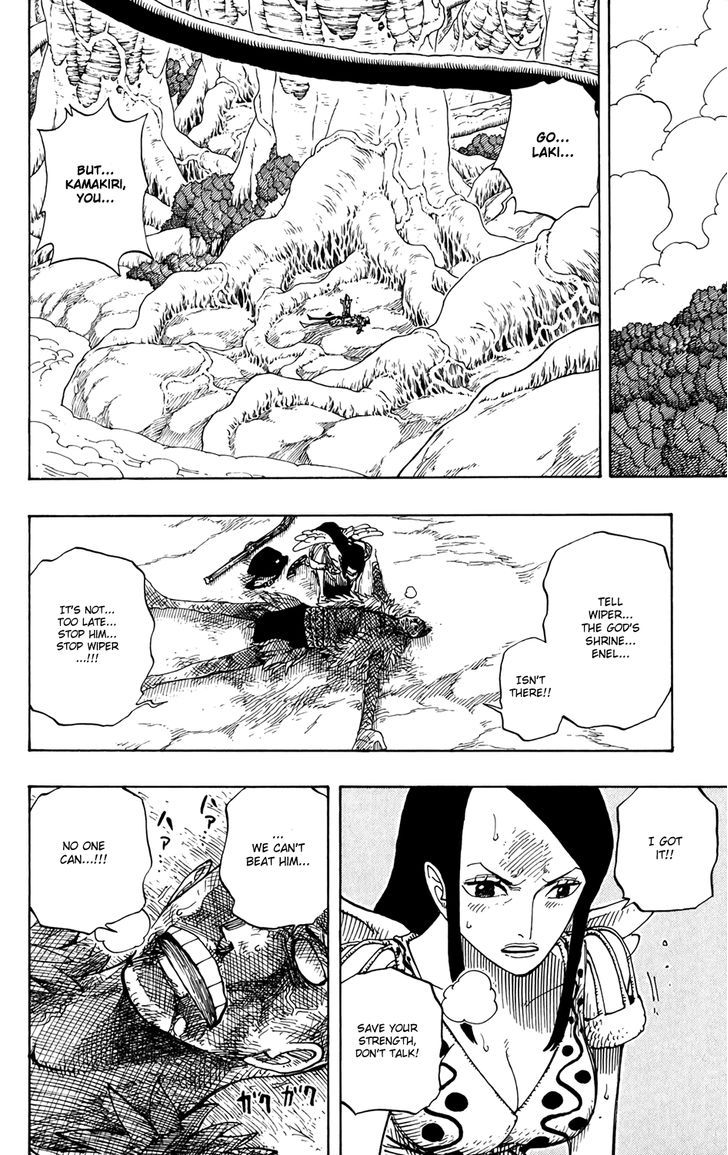 GO...
LAKI...
BUT...
KAMAKIRI,
YOU...
TELL
WIPER...
THE GOD'S
SHRINE...
ENEL...
ISN'T
THERE!!
IT'S NOT...
TOO LATE...
STOP HIM...
STOP WIPER
...!!!
I GOT
IT!!
SAVE YOUR
STRENGTH,
DON'T TALK!
...
WE CAN'T
BEAT HIM...
NO ONE
CAN...!!!
ハァ
ハァ
ガク
ガク